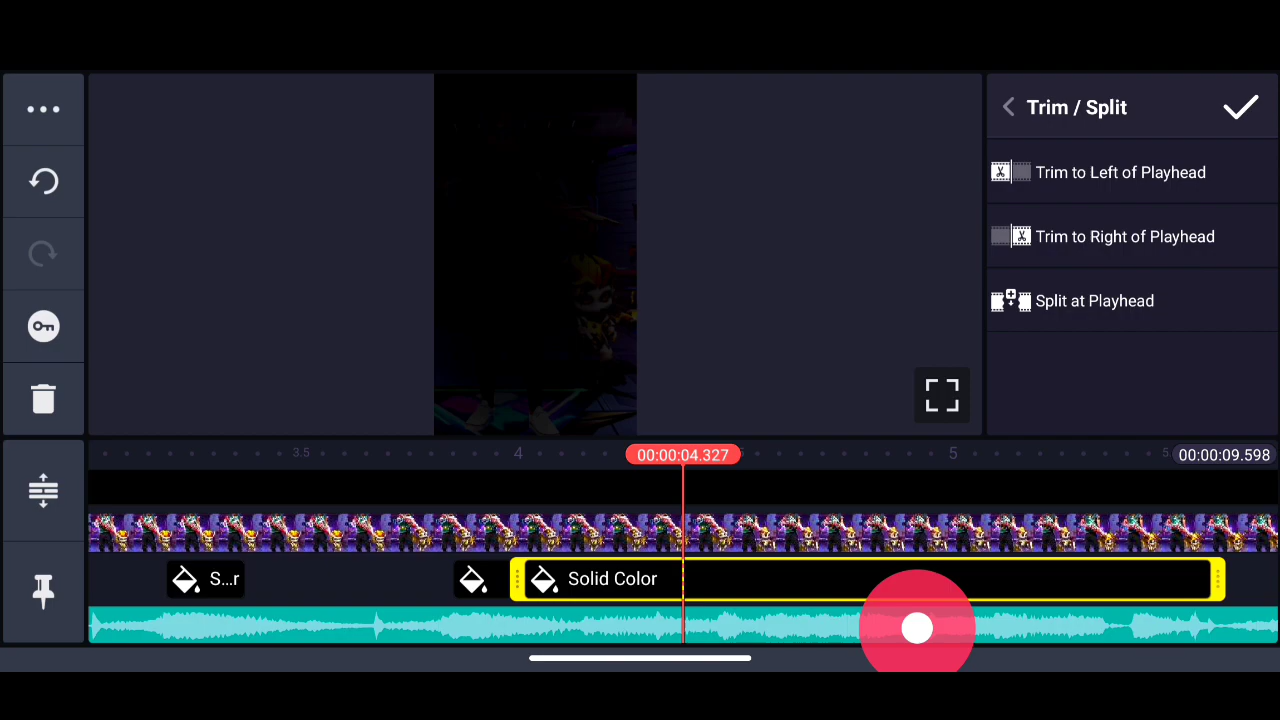 Trim / Split
Trim to Left of Playhead
Trim to Right of Playhead
Split at Playhead
3.5
4
00:00:04.327
5
5.
00:00:09.598
S...r
Solid Color